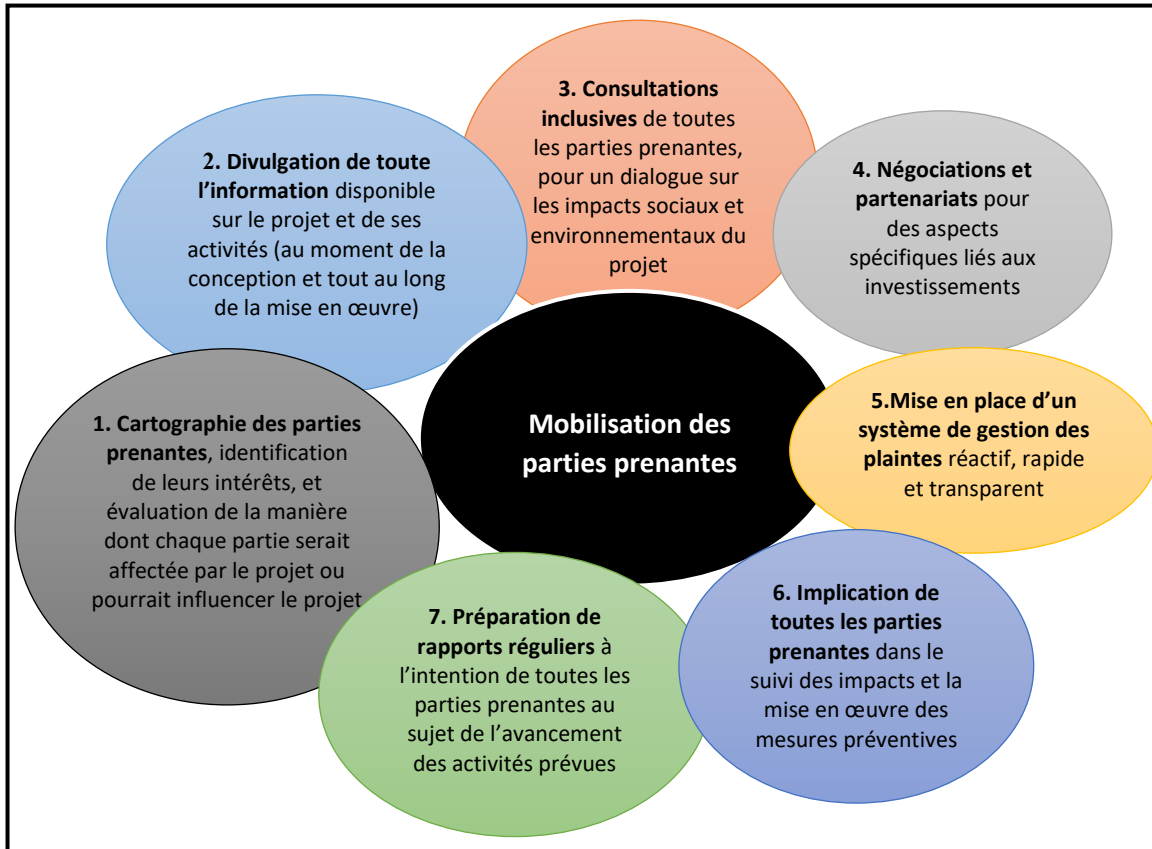 3. Consultations
inclusives de toutes
les parties prenantes,
pour un dialogue sur
les impacts sociaux et
environnementaux du
projet
2. Divulgation de toute
l’information disponible
sur le projet et de ses
activités (au moment de la
conception et tout au long
de la mise en œuvre)
4. Négociations et
partenariats pour
des aspects
spécifiques liés aux
investissements
1. Cartographie des parties
prenantes, identification
de leurs intérêts, et
évaluation de la manière
dont chaque partie serait
affectée par le projet ou
pourrait influencer le projet
Mobilisation des
parties prenantes
5.Mise en place d’un
système de gestion des
plaintes réactif, rapide
et transparent
7. Préparation de
rapports réguliers à
l’intention de toutes les
parties prenantes au
sujet de l’avancement
des activités prévues
6. Implication de
toutes les parties
prenantes dans le
suivi des impacts et la
mise en œuvre des
mesures préventives